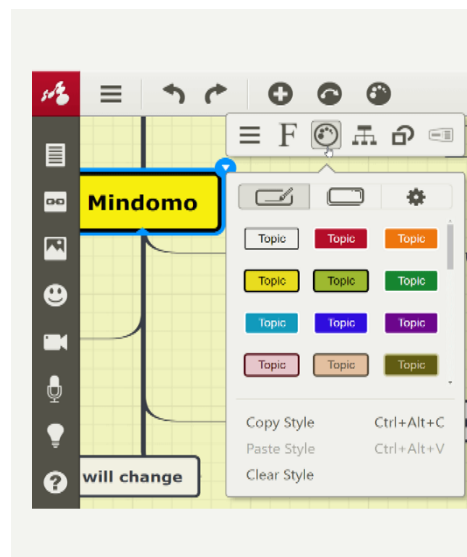 F
Mindomo
Topic Topic Topic
Topic Topic Topic
Topic Topic Topic
Topic Topic Topic
Copy Style Ctrl+Alt+C
Paste Style Ctrl+Alt+V
Clear Style
will change